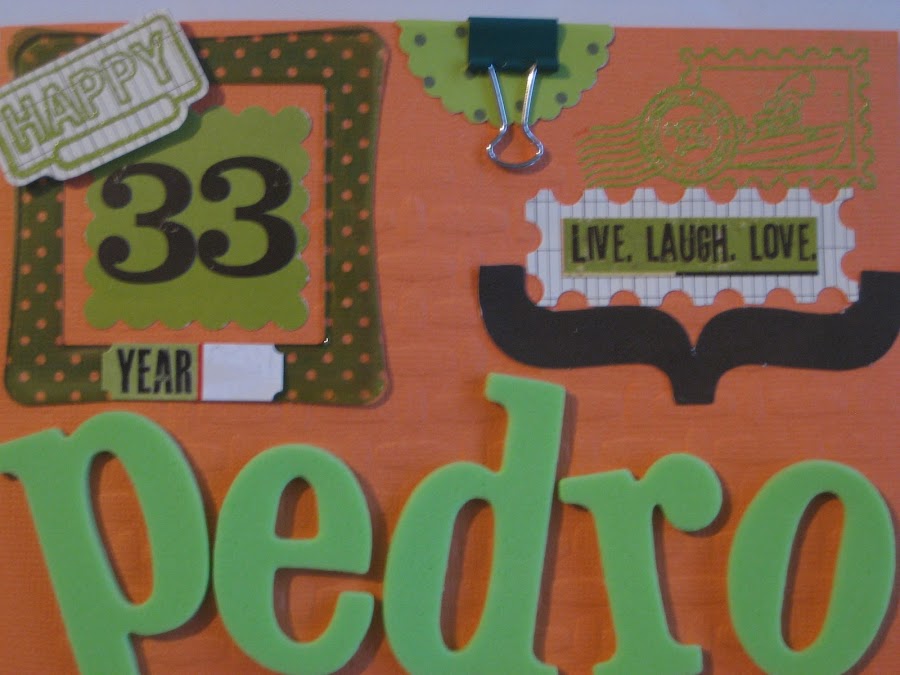 HAPPY
33
YEAR
LIVE. LAUGH. LOVE.
pedro